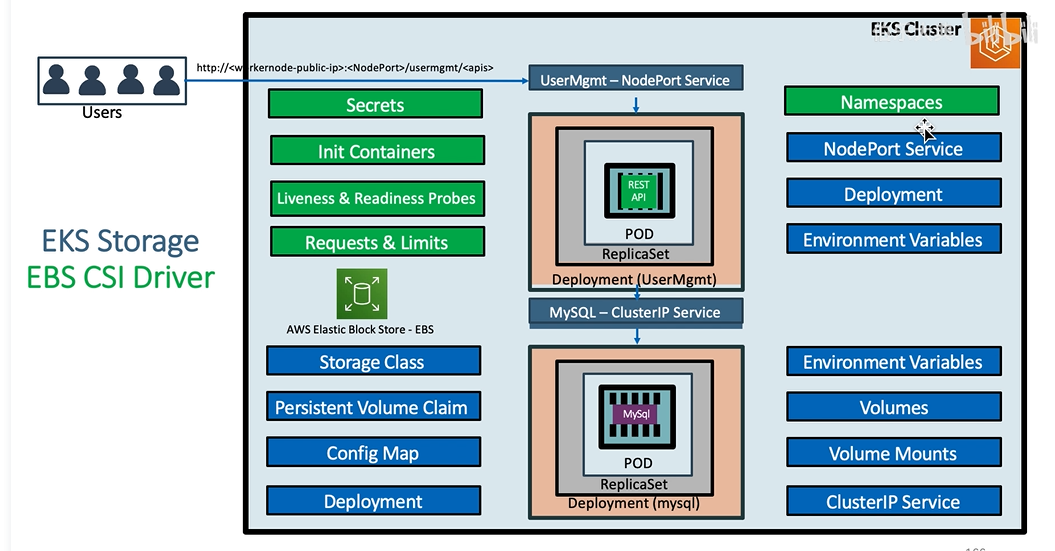 EKS Cluster
bilibili
http://<workernode-public-ip>:<NodePort>/usermgmt/<apis>
Users
UserMgmt – NodePort Service
Secrets
Init Containers
Liveness & Readiness Probes
Requests & Limits
Namespaces
NodePort Service
Deployment
Environment Variables
REST
API
POD
ReplicaSet
Deployment (UserMgmt)
EKS Storage
EBS CSI Driver
AWS Elastic Block Store - EBS
MySQL – ClusterIP Service
Storage Class
Persistent Volume Claim
Config Map
Deployment
MySql
POD
ReplicaSet
Deployment (mysql)
Environment Variables
Volumes
Volume Mounts
ClusterIP Service